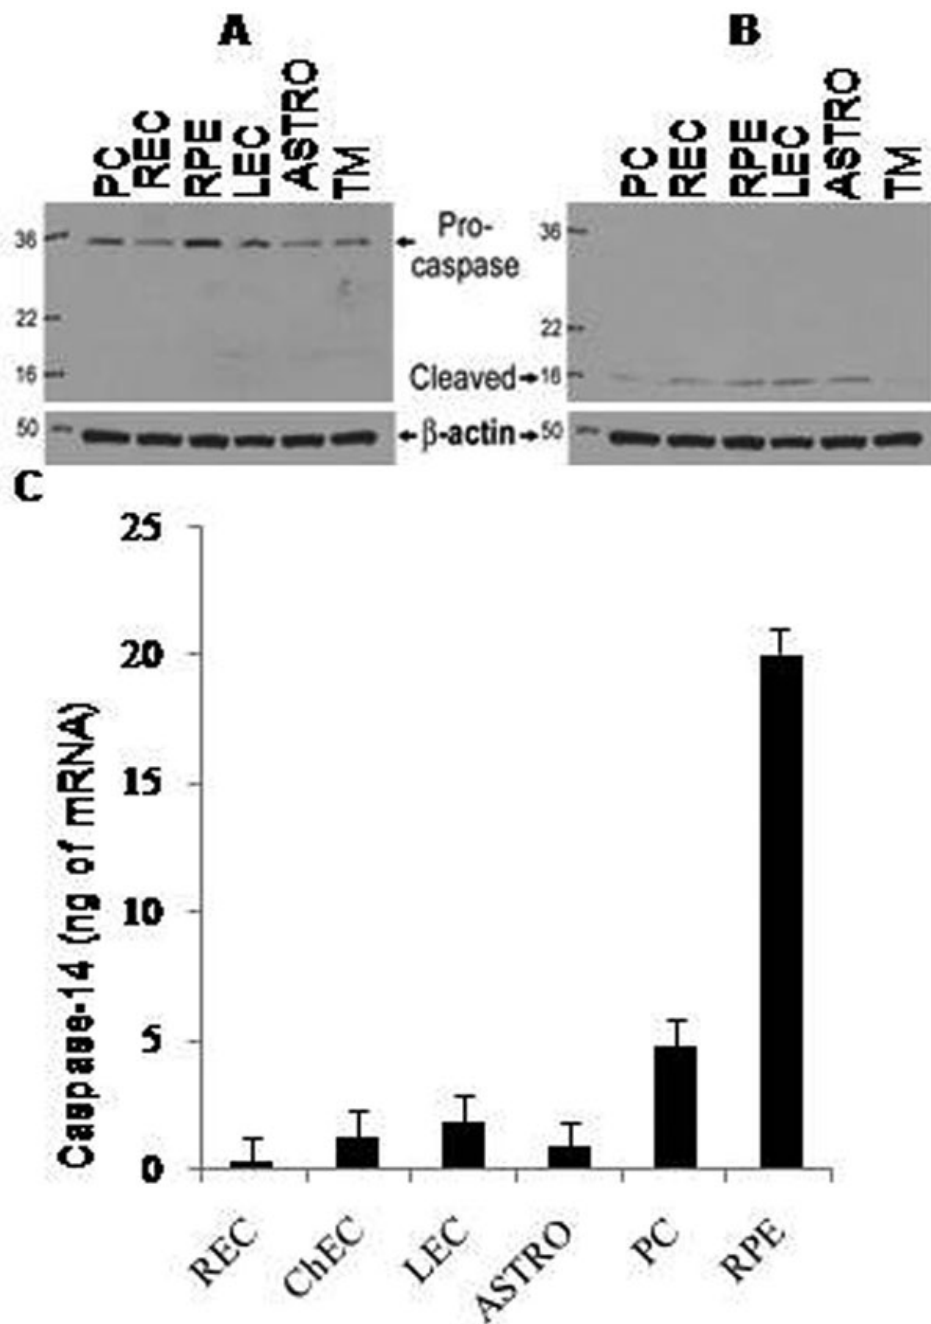 A
B
PC
REC
RPE
LEC
ASTRO
TM
PC
REC
RPE
LEC
ASTRO
TM
36
22
16
50
Pro-
caspase
Cleaved
β-actin
36
22
16
50
C
Caspase-14 (ng of mRNA)
25
20
15
10
5
0
REC
ChEC
LEC
ASTRO
PC
RPE